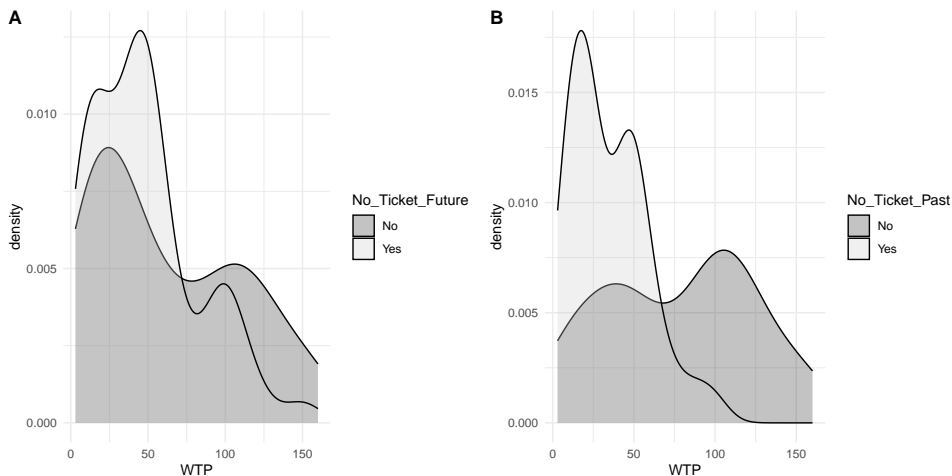 A
density
0.010
0.005
0.000
0
50
100
150
WTP
No_Ticket_Future
No
Yes
B
density
0.015
0.010
0.005
0.000
0
50
100
150
WTP
No_Ticket_Past
No
Yes